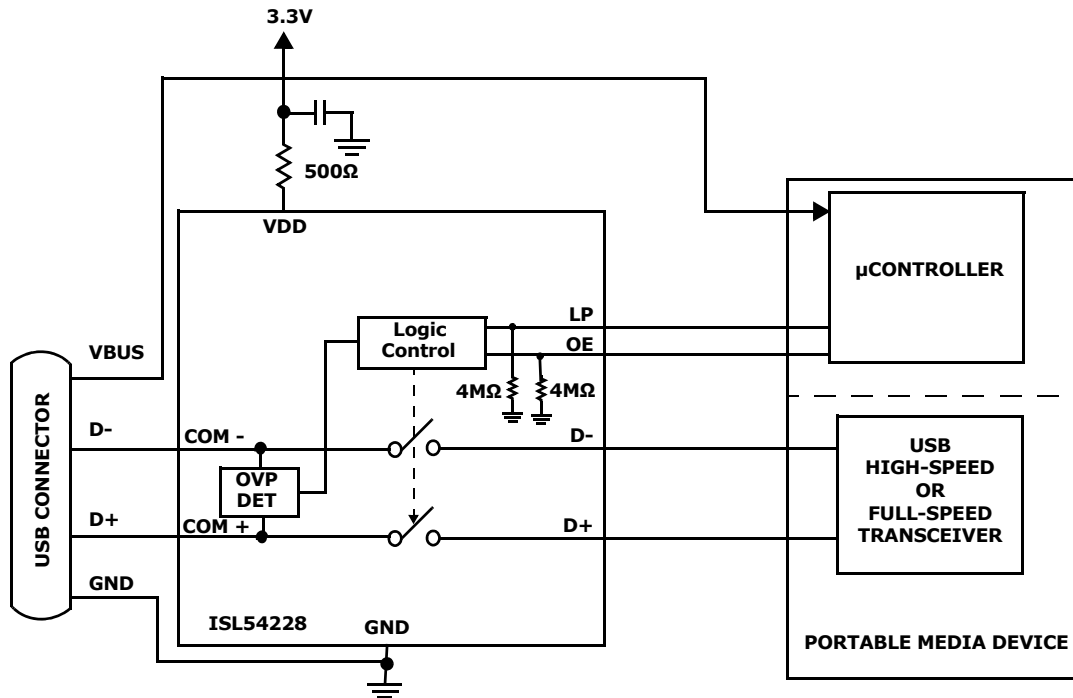 3.3V
500Ω
VDD
µCONTROLLER
LP
Logic
Control
OE
VBUS
4MΩ
4MΩ
USB CONNECTOR
D-
COM -
D-
USB
HIGH-SPEED
OR
FULL-SPEED
TRANSCEIVER
OVP
DET
D+
COM +
D+
GND
ISL54228
GND
PORTABLE MEDIA DEVICE